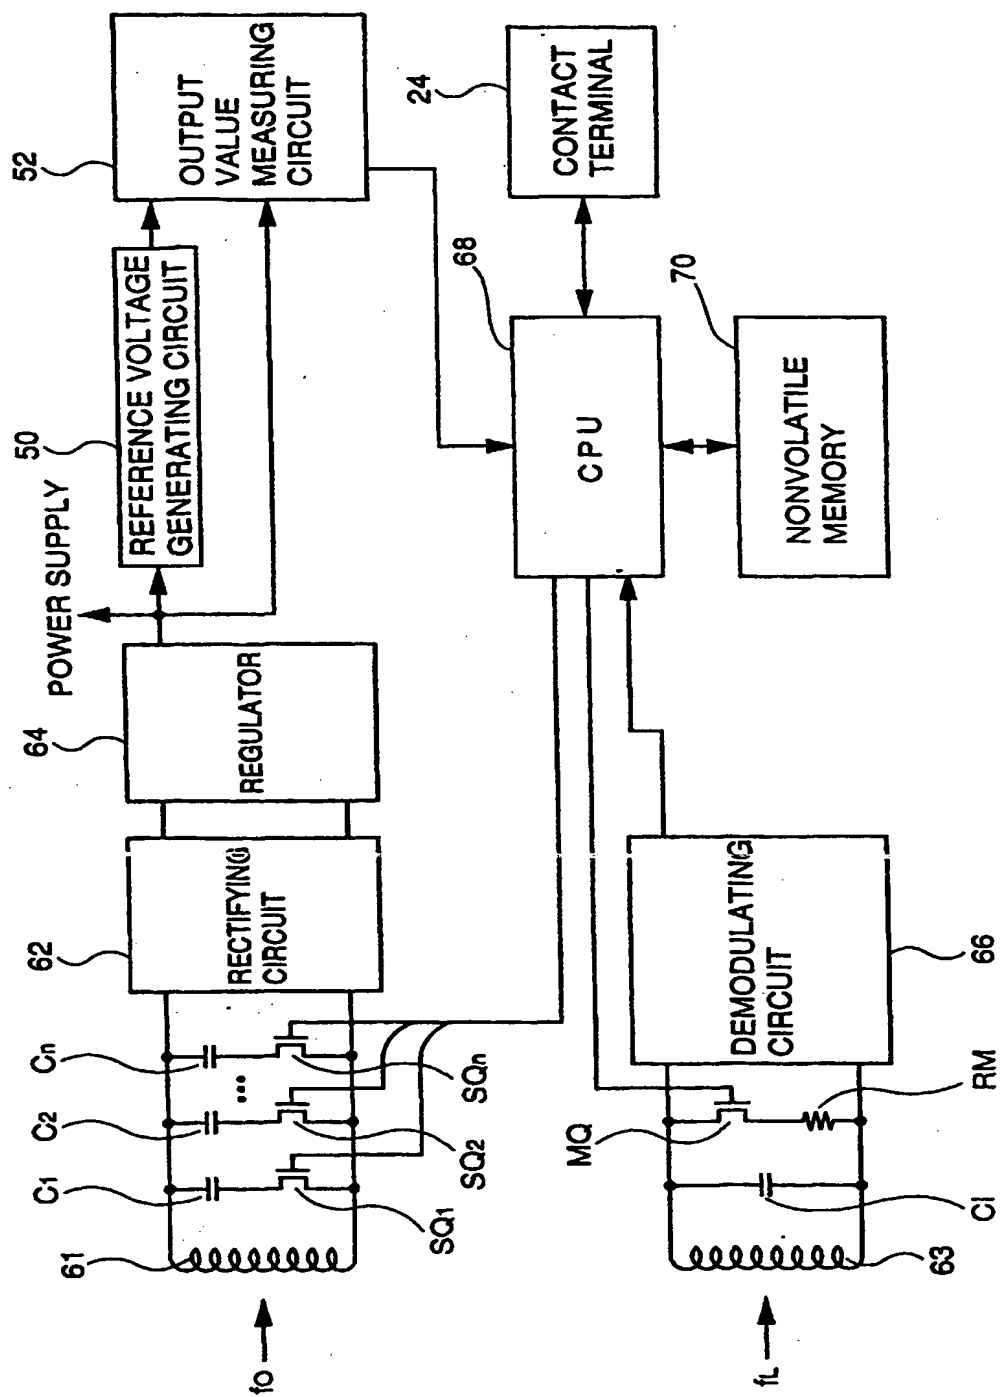 fO
61
C1
C2
...
Cn
SQ1
SQ2
SQn
62
RECTIFYING
CIRCUIT
64
REGULATOR
POWER SUPPLY
50
REFERENCE VOLTAGE
GENERATING CIRCUIT
52
OUTPUT
VALUE
MEASURING
CIRCUIT
24
CONTACT
TERMINAL
68
CPU
70
NONVOLATILE
MEMORY
fL
63
Cl
MQ
RM
DEMODULATING
CIRCUIT
66